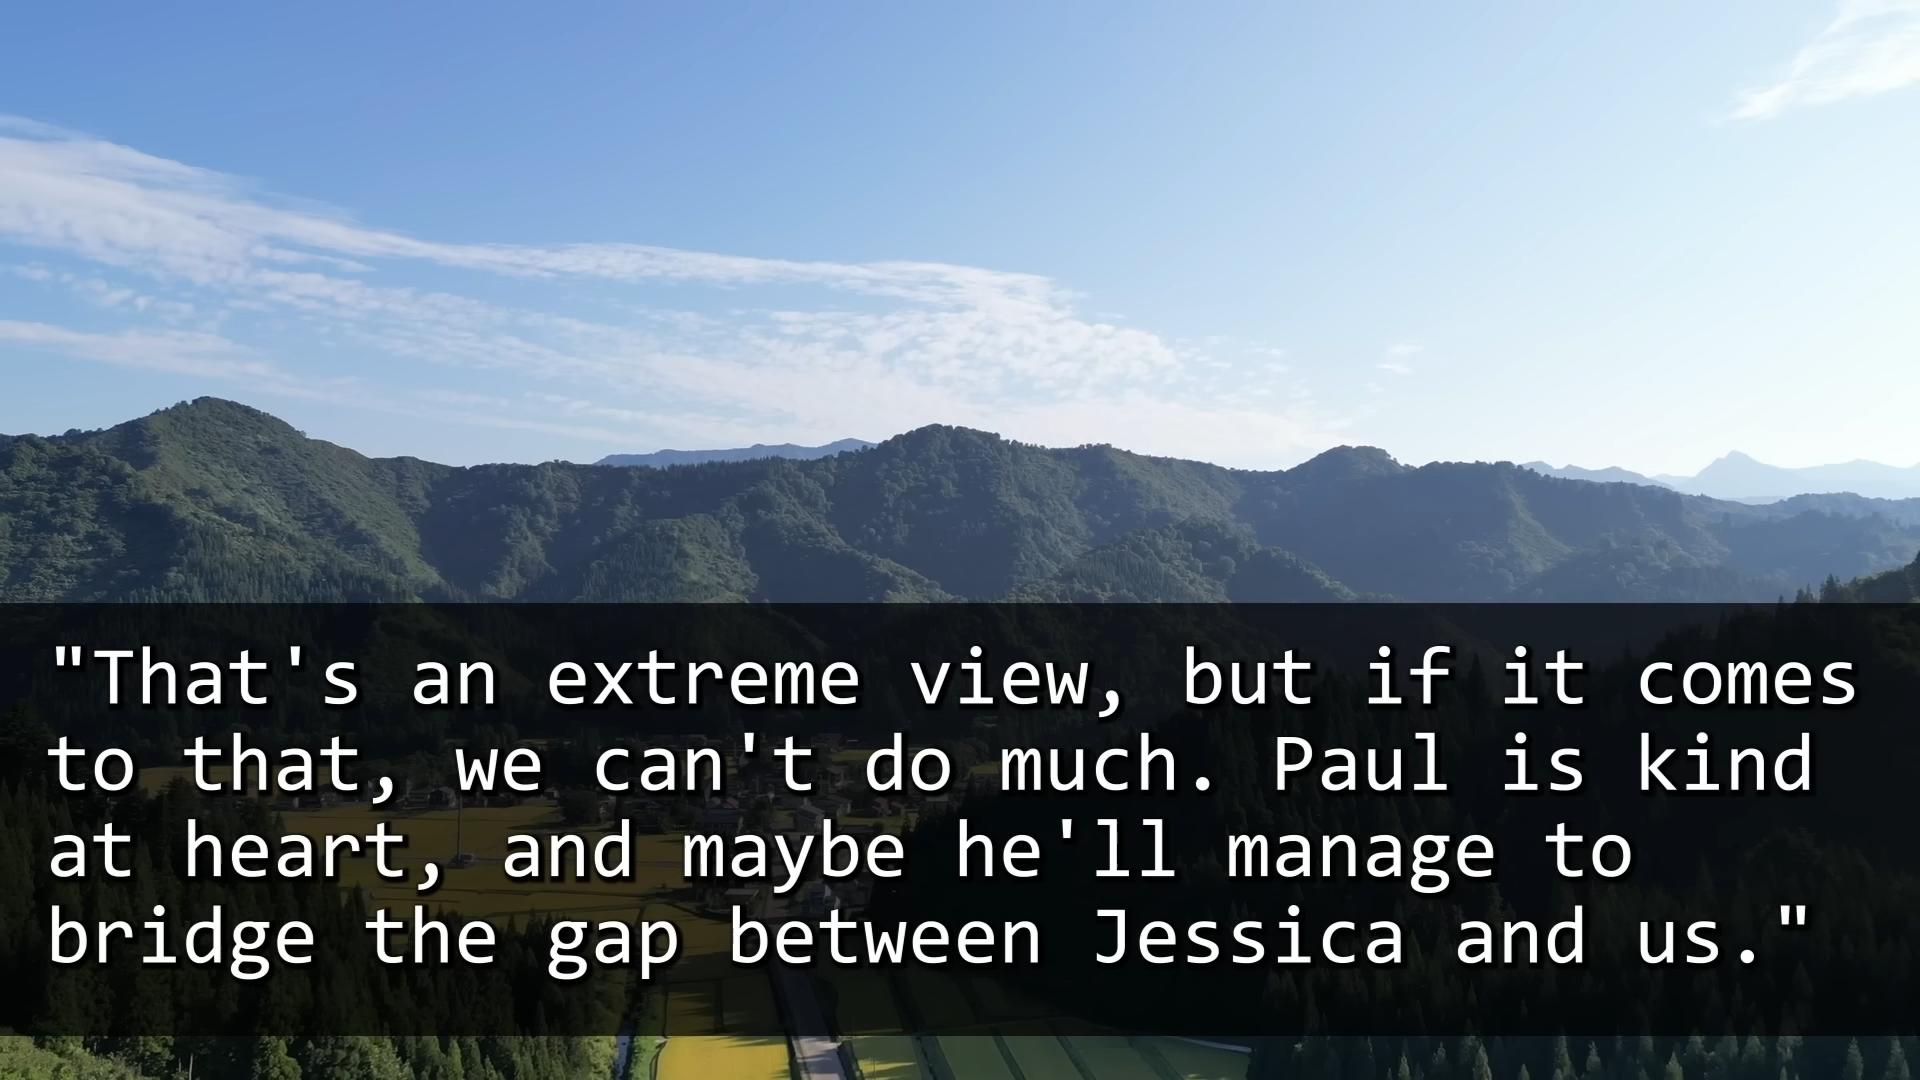 "That's an extreme view, but if it comes
to that, we can't do much. Paul is kind
at heart, and maybe he'll manage to
bridge the gap between Jessica and us."